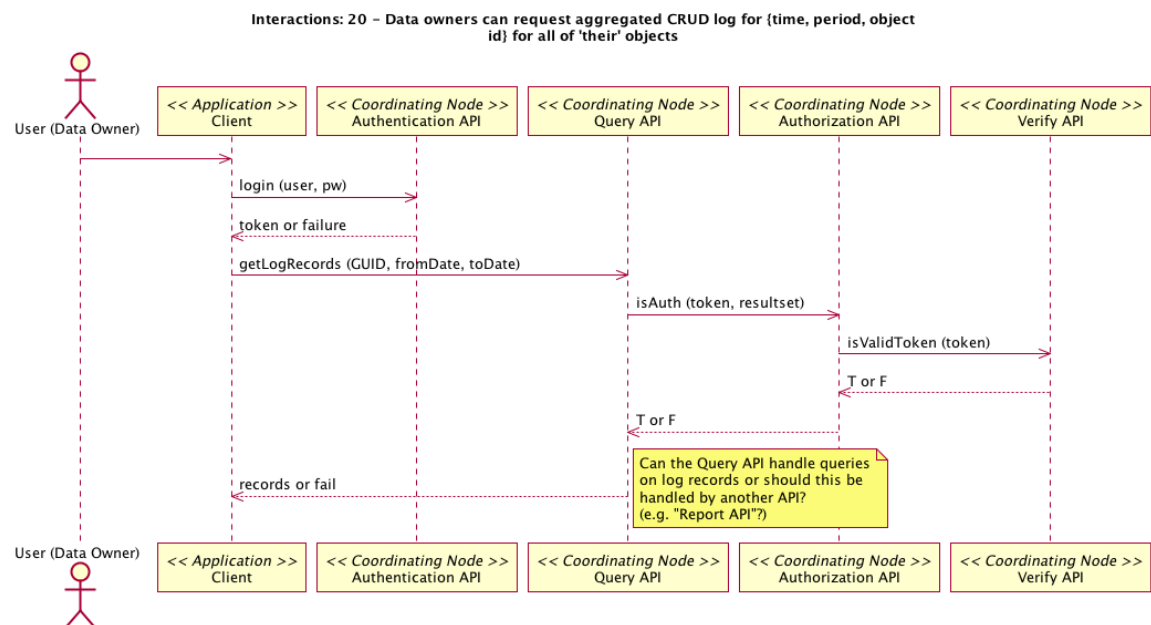 Interactions: 20 – Data owners can request aggregated CRUD log for {time, period, object
id} for all of 'their' objects
<< Application >>
Client
<< Coordinating Node >>
Authentication API
<< Coordinating Node >>
Query API
<< Coordinating Node >>
Authorization API
<< Coordinating Node >>
Verify API
User (Data Owner)
login (user, pw)
token or failure
getLogRecords (GUID, fromDate, toDate)
isAuth (token, resultset)
isValidToken (token)
T or F
T or F
Can the Query API handle queries
on log records or should this be
handled by another API?
(e.g. "Report API"?)
records or fail
User (Data Owner)
<< Application >>
Client
<< Coordinating Node >>
Authentication API
<< Coordinating Node >>
Query API
<< Coordinating Node >>
Authorization API
<< Coordinating Node >>
Verify API